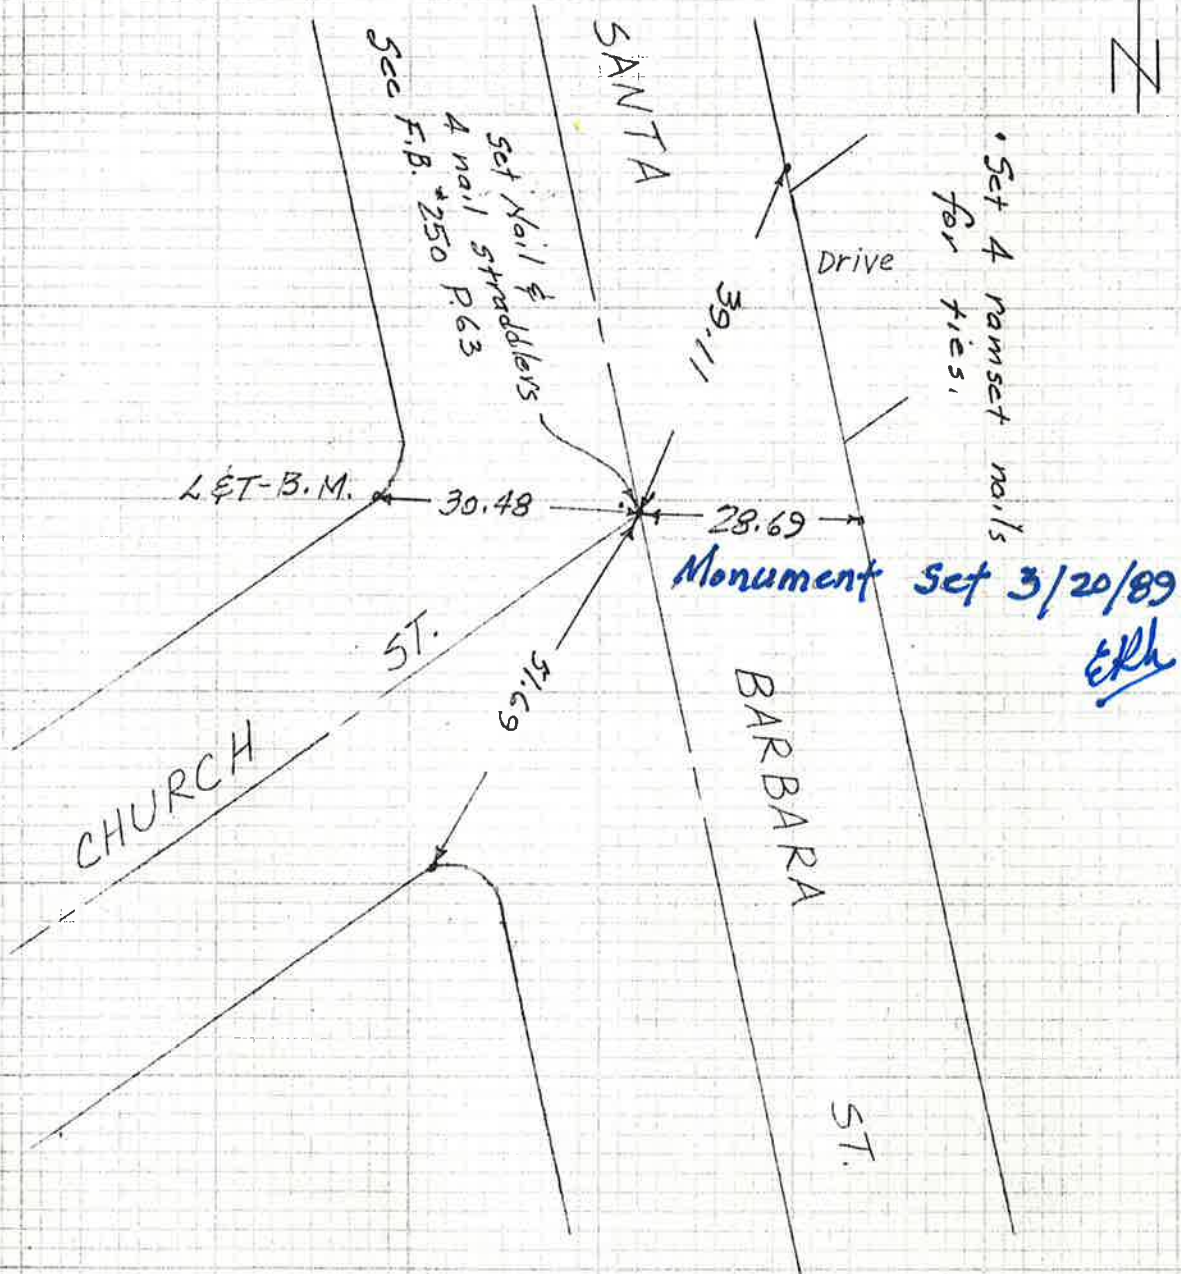 N
• Set 4 ramset nails
for ties.
SANTA
BARBARA
ST.
Drive
39.11
Set Nail &
4 nail straddlers
See F.B. #250 P.63
L&T-B.M.
30.48
28.69
Monument Set 3/20/89
51.69
CHURCH
ST.